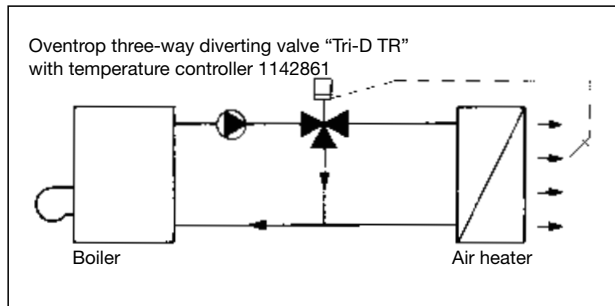 Oventrop three-way diverting valve “Tri-D TR”
with temperature controller 1142861
Boiler
Air heater